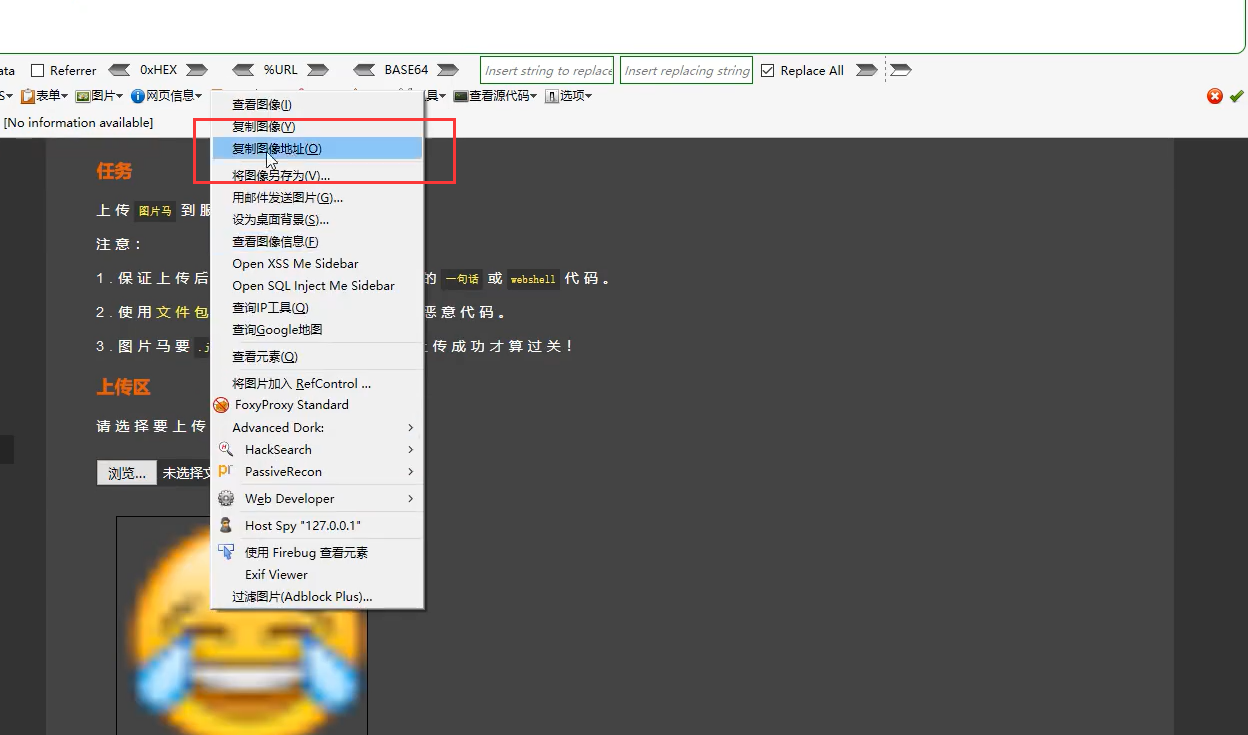 ata Referrer 0xHEX %URL BASE64 Insert string to replace Insert replacing string Replace All
S 表单 图片 网页信息 具 查看源代码 选项
[No information available]
查看图像(I)
复制图像(Y)
复制图像地址(O)
将图像另存为(V)...
用邮件发送图片(G)...
设为桌面背景(S)...
查看图像信息(F)
Open XSS Me Sidebar
Open SQL Inject Me Sidebar
查询IP工具(Q)
查询Google地图
查看元素(Q)
将图片加入 RefControl ...
FoxyProxy Standard
Advanced Dork:
HackSearch
PassiveRecon
Web Developer
Host Spy "127.0.0.1"
使用 Firebug 查看元素
Exif Viewer
过滤图片(Adblock Plus)...
任务
上传 图片马 到服
注意：
1.保证上传后 的 一句话 或 webshell 代码。
2.使用文件包 恶意代码。
3.图片马要 .j 上传成功才算过关！
上传区
请选择要上传
浏览... 未选择文